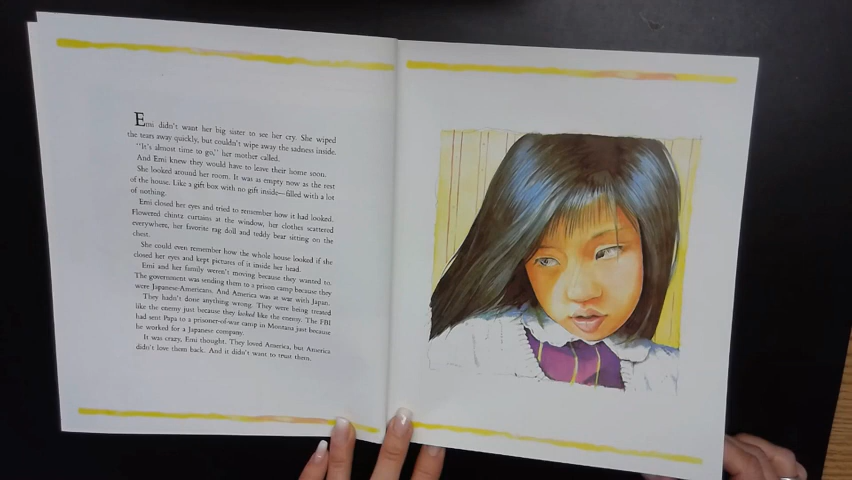 Emi didn't want her big sister to see her cry. She wiped
the tears away quickly, but couldn't wipe away the sadness inside.
"It's almost time to go," her mother called.
And Emi knew they would have to leave their home soon.
She looked around her room. It was as empty now as the rest
of the house. Like a gift box with no gift inside—filled with a lot
of nothing.
Emi closed her eyes and tried to remember how it had looked.
Flowered chintz curtains at the window, her clothes scattered
everywhere, her favorite rag doll and teddy bear sitting on the
chest.
She could even remember how the whole house looked if she
closed her eyes and kept pictures of it inside her head.
Emi and her family weren't moving because they wanted to.
The government was sending them to a prison camp because they
were Japanese-Americans. And America was at war with Japan.
They hadn't done anything wrong. They were being treated
like the enemy just because they looked like the enemy. The FBI
had sent Papa to a prisoner-of-war camp in Montana just because
he worked for a Japanese company.
It was crazy, Emi thought. They loved America, but America
didn't love them back. And it didn't want to trust them.